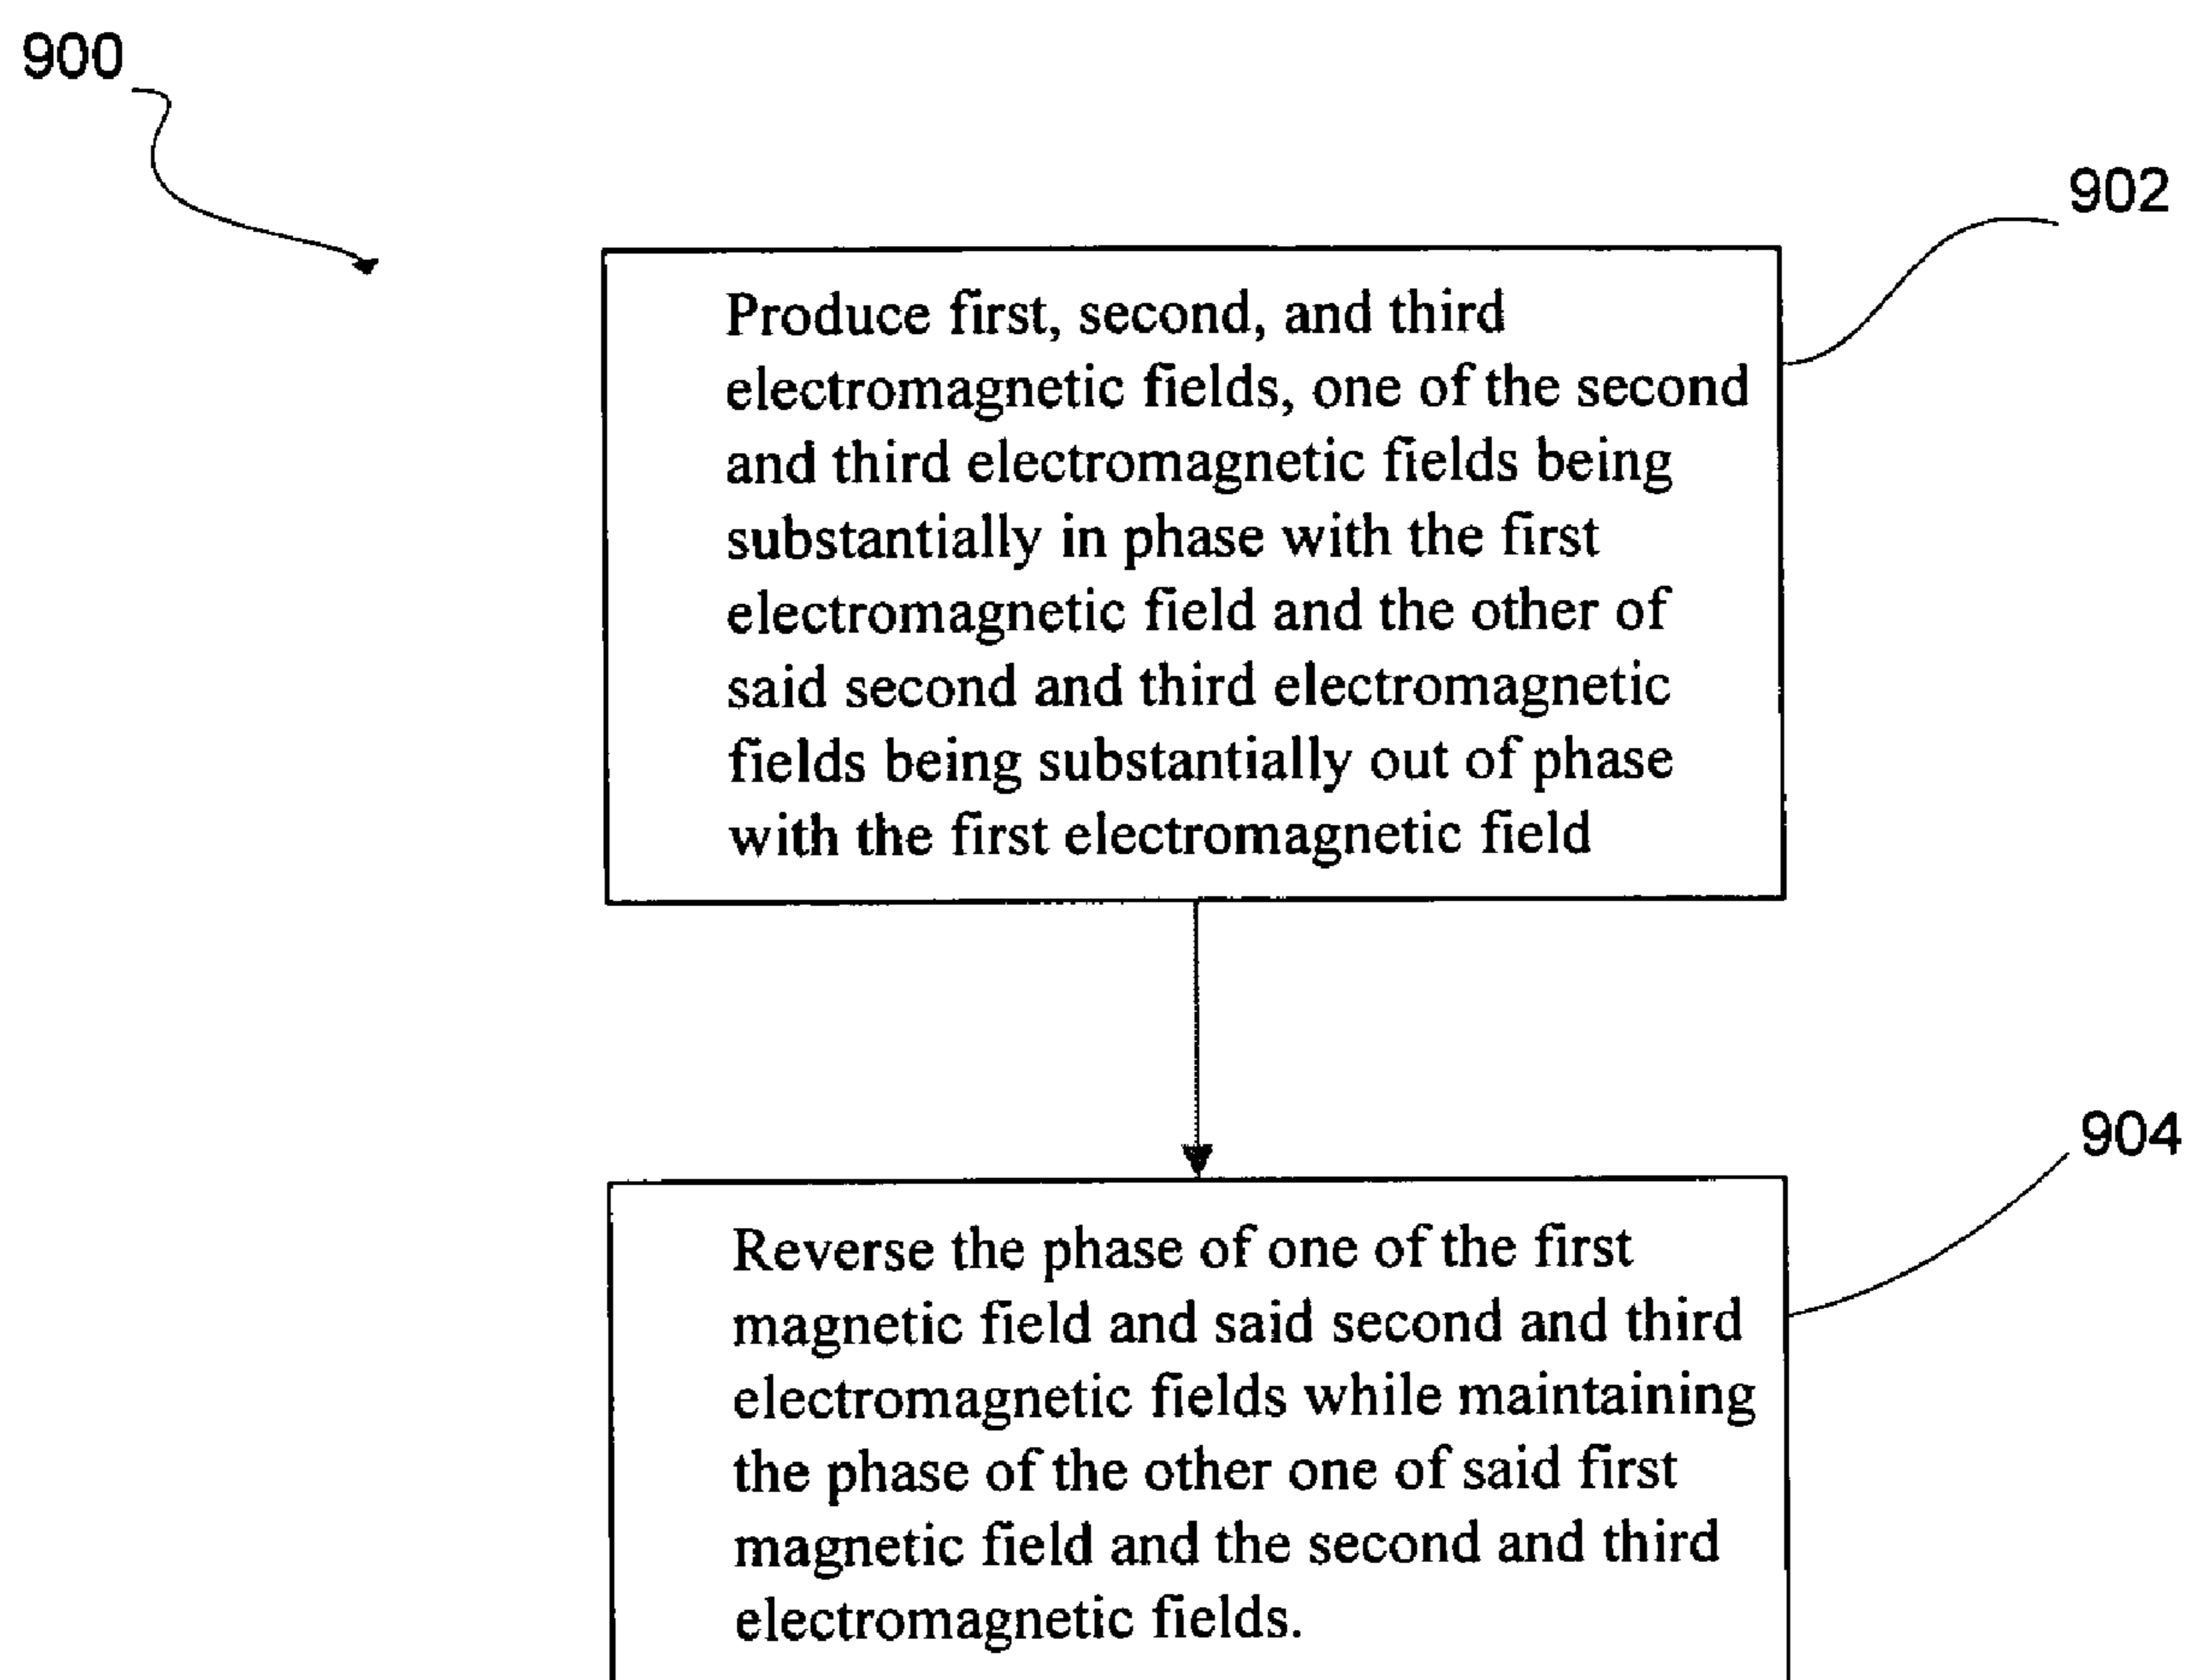 900
902
Produce first, second, and third
electromagnetic fields, one of the second
and third electromagnetic fields being
substantially in phase with the first
electromagnetic field and the other of
said second and third electromagnetic
fields being substantially out of phase
with the first electromagnetic field
904
Reverse the phase of one of the first
magnetic field and said second and third
electromagnetic fields while maintaining
the phase of the other one of said first
magnetic field and the second and third
electromagnetic fields.